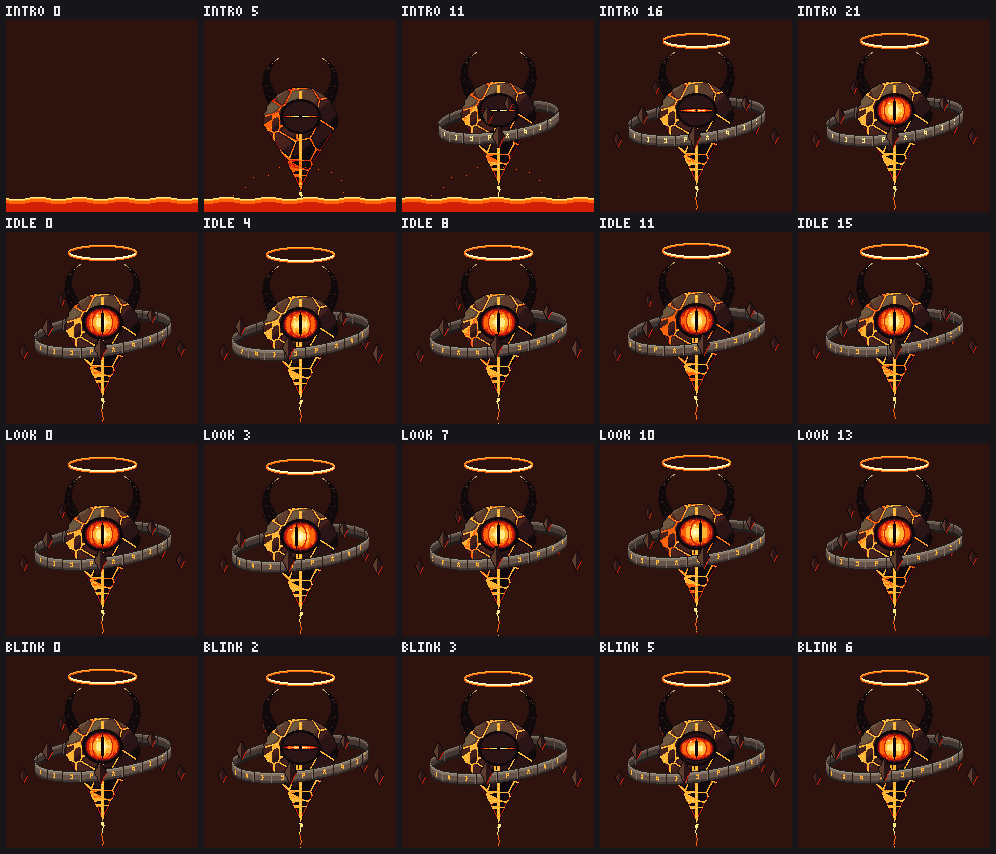 INTRO 0 INTRO 5 INTRO 11 INTRO 16 INTRO 21
IDLE 0 IDLE 4 IDLE 8 IDLE 11 IDLE 15
LOOK 0 LOOK 3 LOOK 7 LOOK 10 LOOK 13
BLINK 0 BLINK 2 BLINK 3 BLINK 5 BLINK 6